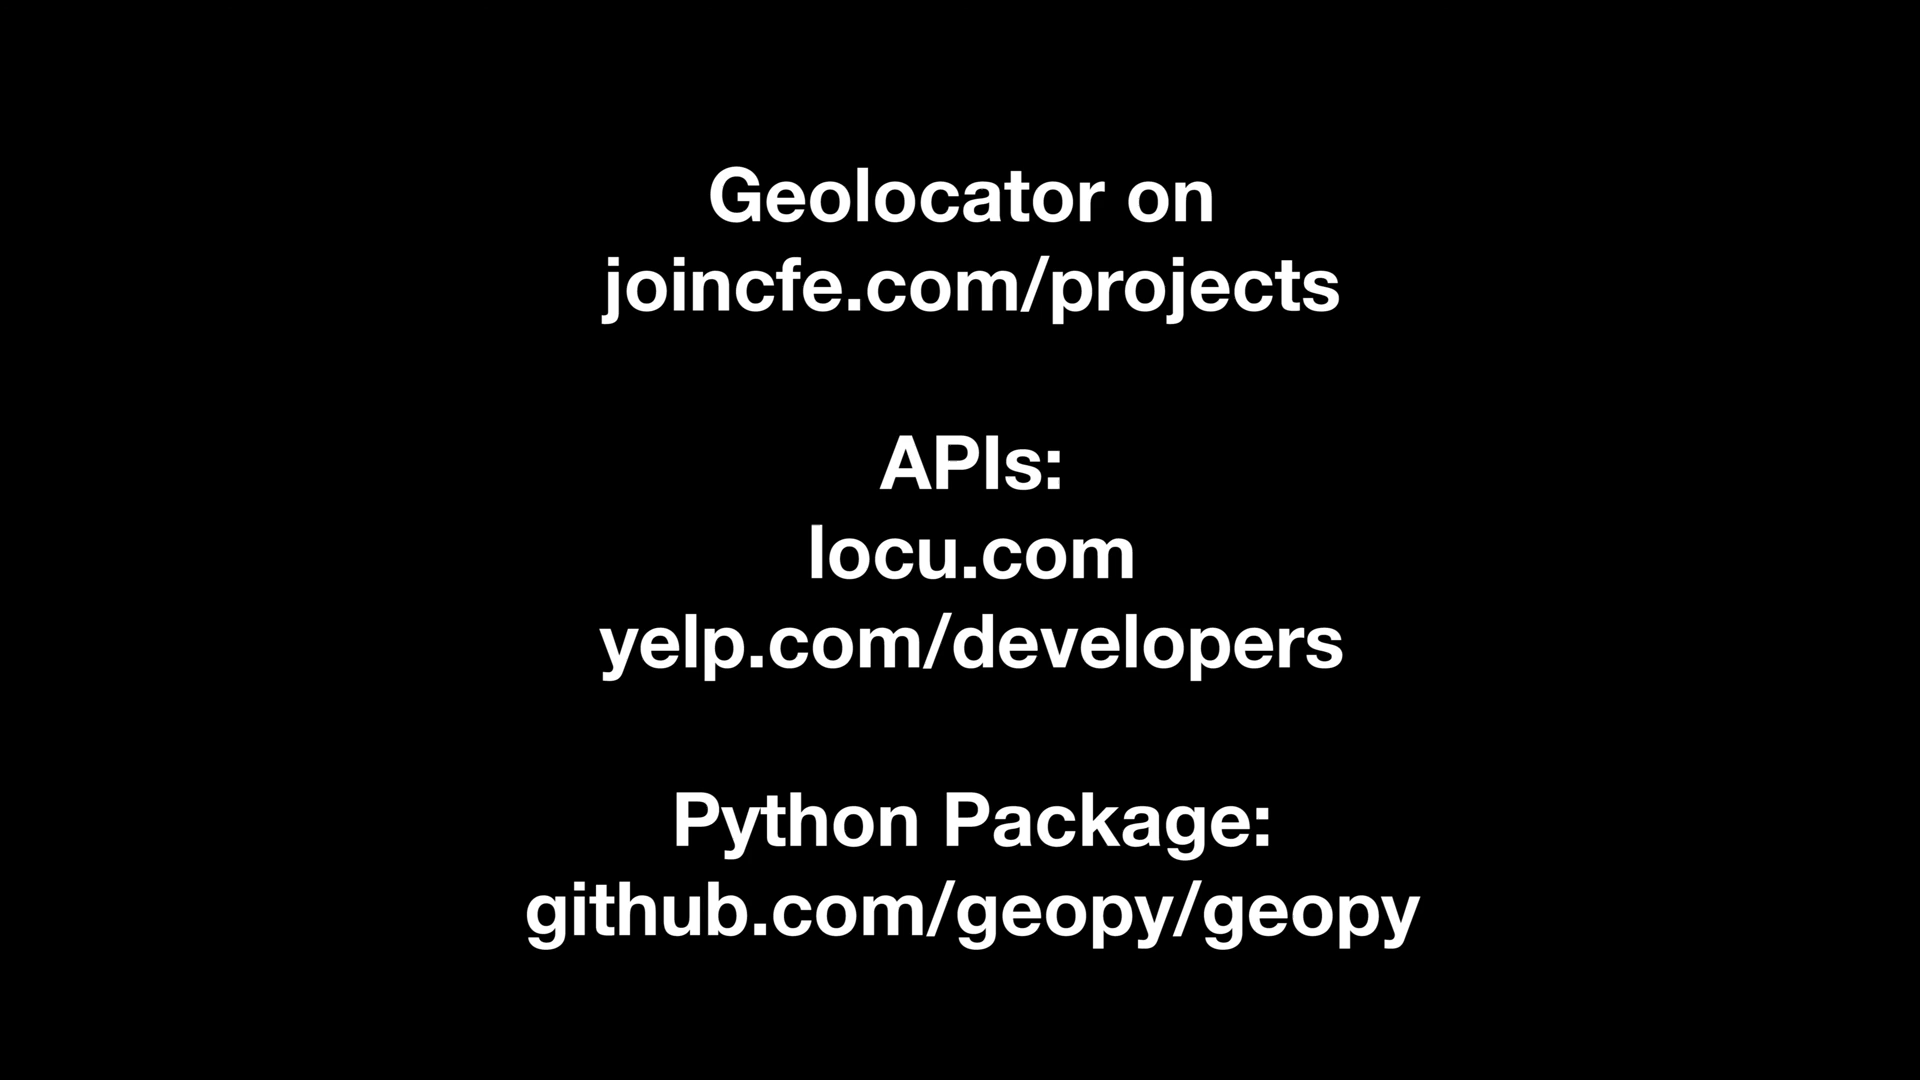 Geolocator on
joincfe.com/projects
APIs:
locu.com
yelp.com/developers
Python Package:
github.com/geopy/geopy